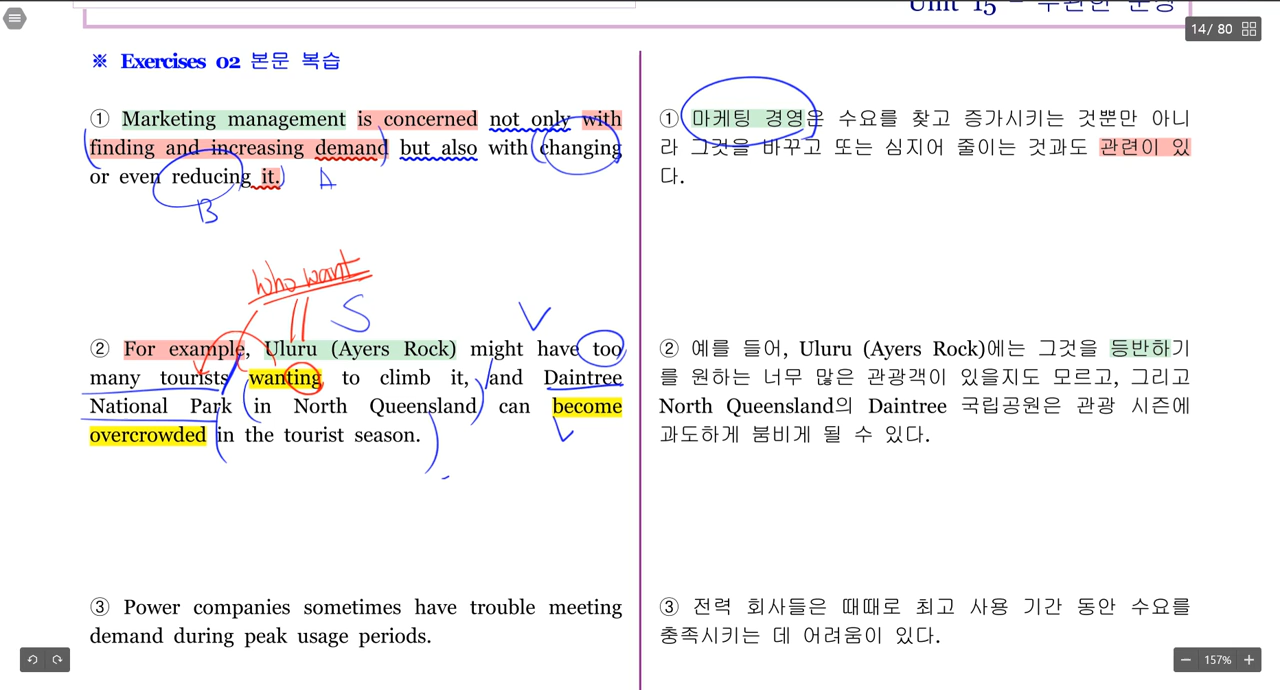 Unit 15 –
14/ 80
※ Exercises 02 본문 복습
① Marketing management is concerned not only with
finding and increasing demand but also with changing
or even reducing it.
A
B
who want
S
V
② For example, Uluru (Ayers Rock) might have too
many tourists wanting to climb it, and Daintree
National Park in North Queensland can become
overcrowded in the tourist season.
V
③ Power companies sometimes have trouble meeting
demand during peak usage periods.
① 마케팅 경영은 수요를 찾고 증가시키는 것뿐만 아니
라 그것을 바꾸고 또는 심지어 줄이는 것과도 관련이 있
다.
② 예를 들어, Uluru (Ayers Rock)에는 그것을 등반하기
를 원하는 너무 많은 관광객이 있을지도 모르고, 그리고
North Queensland의 Daintree 국립공원은 관광 시즌에
과도하게 붐비게 될 수 있다.
③ 전력 회사들은 때때로 최고 사용 기간 동안 수요를
충족시키는 데 어려움이 있다.
157%